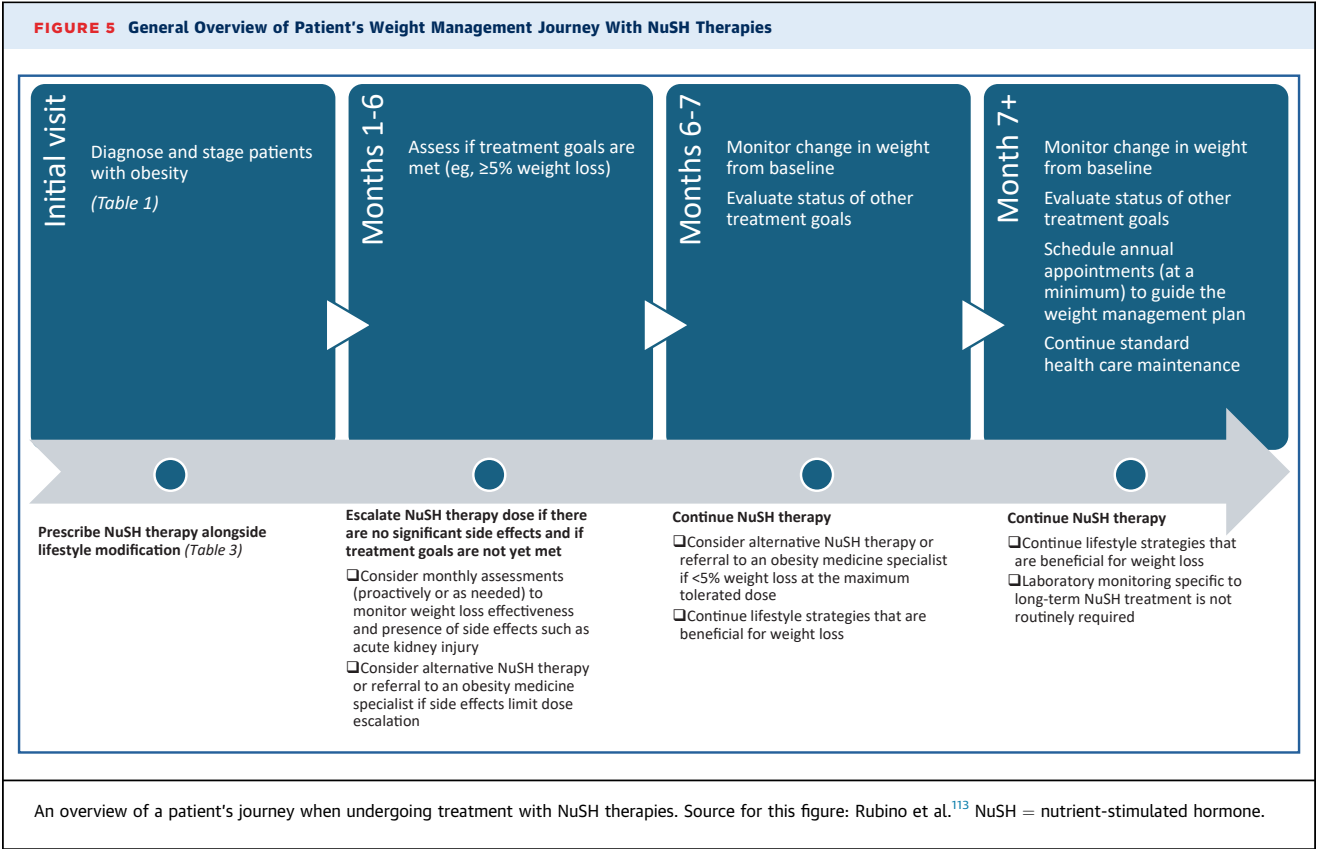 FIGURE 5 General Overview of Patient's Weight Management Journey With NuSH Therapies
Initial visit
Diagnose and stage patients
with obesity
(Table 1)
Months 1-6
Assess if treatment goals are
met (eg, ≥5% weight loss)
Months 6-7
Monitor change in weight
from baseline
Evaluate status of other
treatment goals
Month 7+
Monitor change in weight
from baseline
Evaluate status of other
treatment goals
Schedule annual
appointments (at a
minimum) to guide the
weight management plan
Continue standard
health care maintenance
Prescribe NuSH therapy alongside
lifestyle modification (Table 3)
Escalate NuSH therapy dose if there
are no significant side effects and if
treatment goals are not yet met
❑Consider monthly assessments
(proactively or as needed) to
monitor weight loss effectiveness
and presence of side effects such as
acute kidney injury
❑Consider alternative NuSH therapy
or referral to an obesity medicine
specialist if side effects limit dose
escalation
Continue NuSH therapy
❑Consider alternative NuSH therapy or
referral to an obesity medicine specialist
if <5% weight loss at the maximum
tolerated dose
❑Continue lifestyle strategies that are
beneficial for weight loss
Continue NuSH therapy
❑Continue lifestyle strategies that
are beneficial for weight loss
❑Laboratory monitoring specific to
long-term NuSH treatment is not
routinely required
An overview of a patient's journey when undergoing treatment with NuSH therapies. Source for this figure: Rubino et al.113 NuSH = nutrient-stimulated hormone.